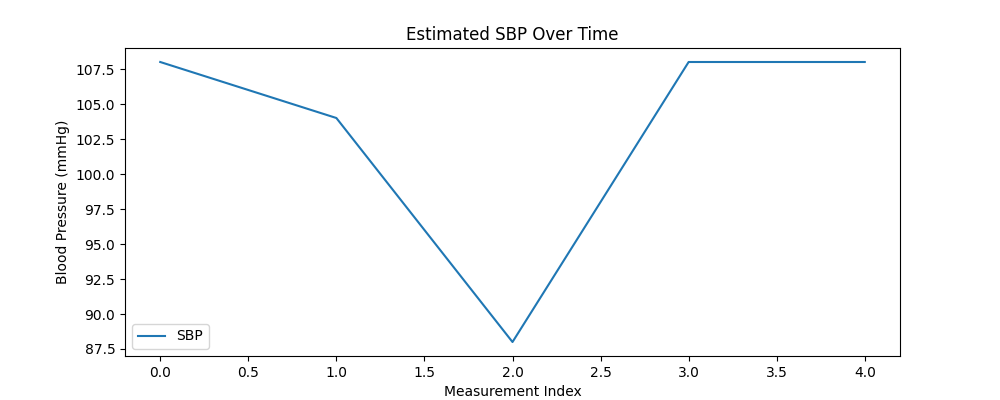 Estimated SBP Over Time
Blood Pressure (mmHg)
107.5
105.0
102.5
100.0
97.5
95.0
92.5
90.0
87.5
SBP
0.0 0.5 1.0 1.5 2.0 2.5 3.0 3.5 4.0
Measurement Index